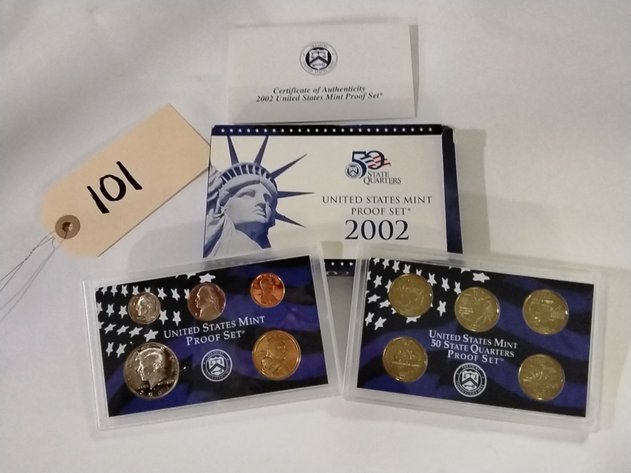 Certificate of Authenticity
2002 United States Mint Proof Set®
101
50
STATE
QUARTERS
UNITED STATES MINT
PROOF SET®
2002
UNITED STATES MINT
PROOF SET®
UNITED STATES MINT
50 STATE QUARTERS
PROOF SET™